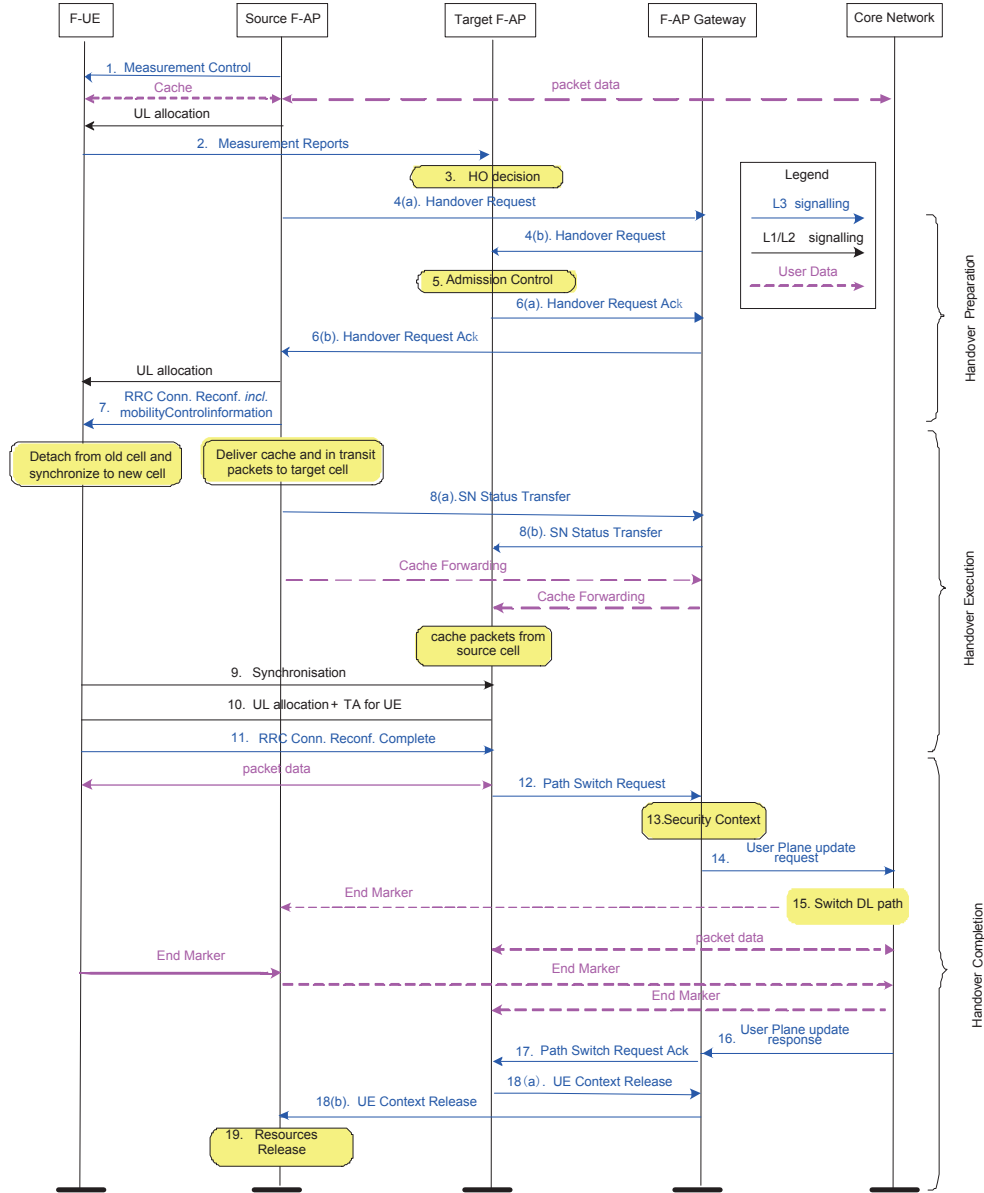 F-UE
Source F-AP
Target F-AP
F-AP Gateway
Core Network
1. Measurement Control
Cache
packet data
UL allocation
2. Measurement Reports
3. HO decision
Legend
L3 signalling
L1/L2 signalling
User Data
4(a). Handover Request
4(b). Handover Request
5. Admission Control
6(a). Handover Request Ack
6(b). Handover Request Ack
Handover Preparation
UL allocation
7. RRC Conn. Reconf. incl.
mobilityControlinformation
Detach from old cell and
synchronize to new cell
Deliver cache and in transit
packets to target cell
8(a).SN Status Transfer
8(b). SN Status Transfer
Cache Forwarding
Cache Forwarding
cache packets from
source cell
Handover Execution
9. Synchronisation
10. UL allocation+ TA for UE
11. RRC Conn. Reconf. Complete
packet data
12. Path Switch Request
13.Security Context
14. User Plane update
request
End Marker
15. Switch DL path
packet data
End Marker
End Marker
End Marker
Handover Completion
16. User Plane update
response
17. Path Switch Request Ack
18(a). UE Context Release
18(b). UE Context Release
19. Resources
Release